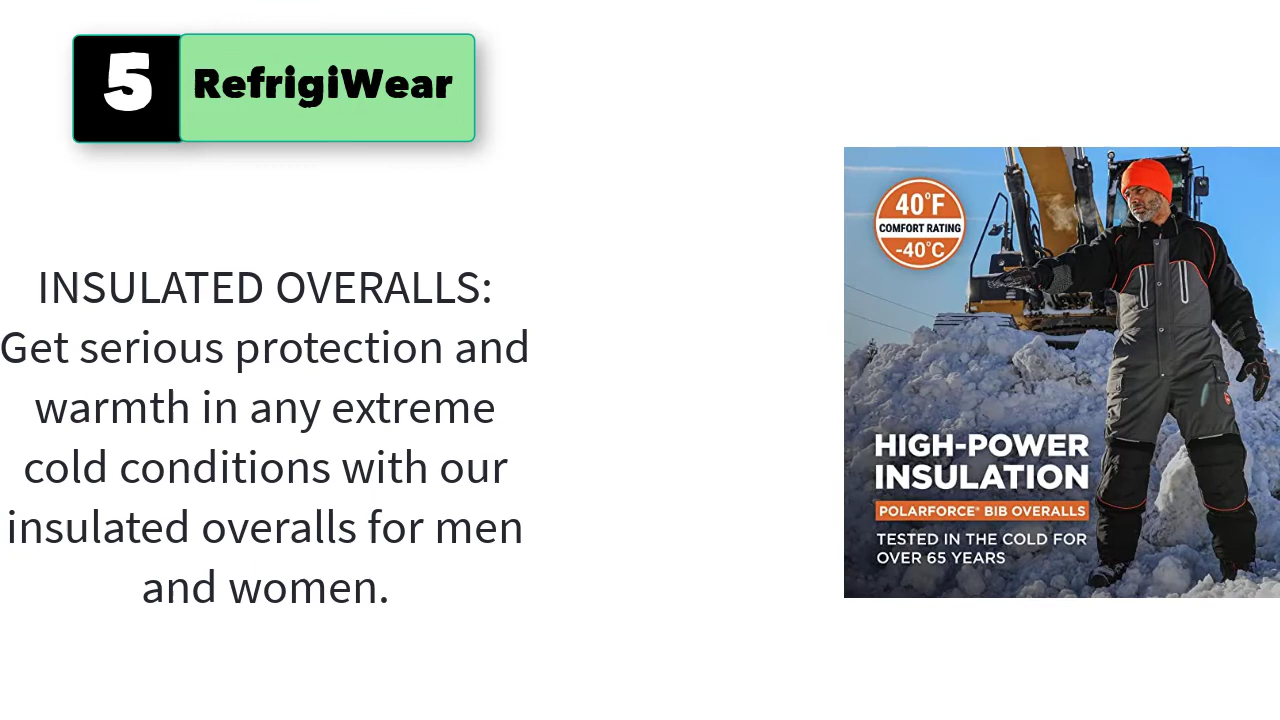 5 RefrigiWear
INSULATED OVERALLS:
Get serious protection and
warmth in any extreme
cold conditions with our
insulated overalls for men
and women.
40°F
COMFORT RATING
-40°C
HIGH-POWER
INSULATION
POLARFORCE® BIB OVERALLS
TESTED IN THE COLD FOR
OVER 65 YEARS